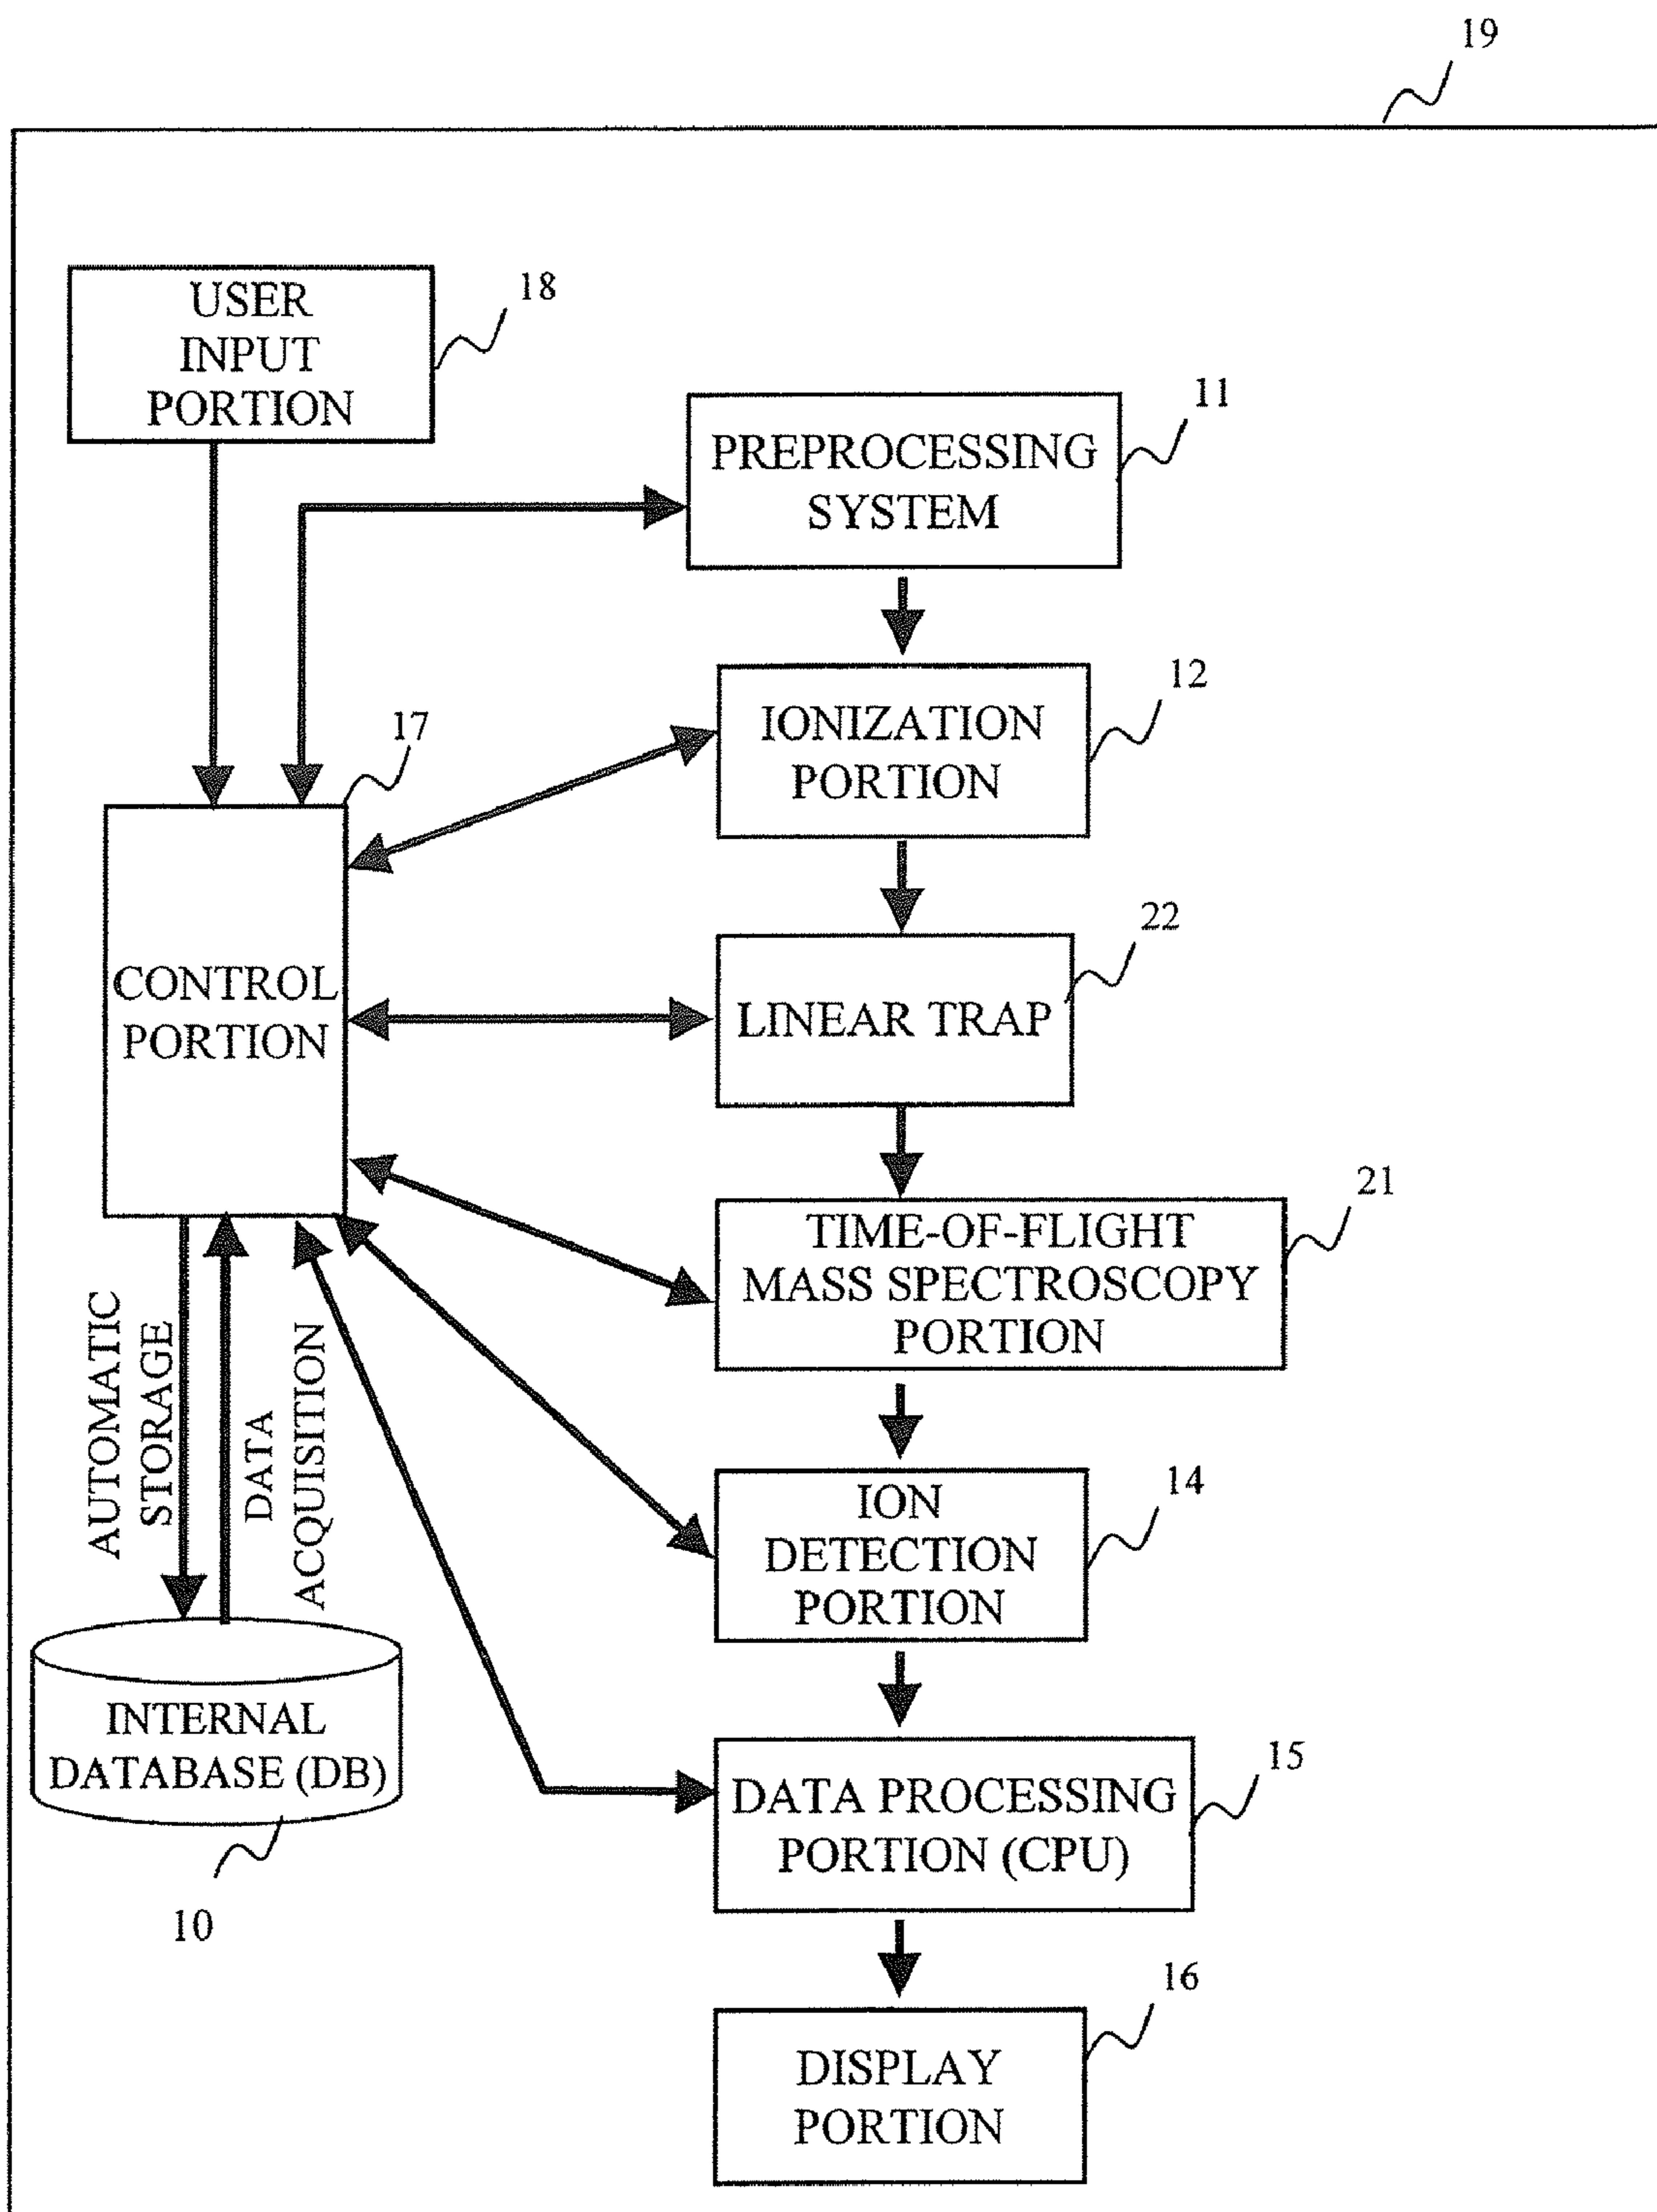 19
USER
INPUT
PORTION
18
PREPROCESSING
SYSTEM
11
IONIZATION
PORTION
12
17
CONTROL
PORTION
LINEAR TRAP
22
TIME-OF-FLIGHT
MASS SPECTROSCOPY
PORTION
21
AUTOMATIC
STORAGE
DATA
ACQUISITION
ION
DETECTION
PORTION
14
INTERNAL
DATABASE (DB)
10
DATA PROCESSING
PORTION (CPU)
15
DISPLAY
PORTION
16